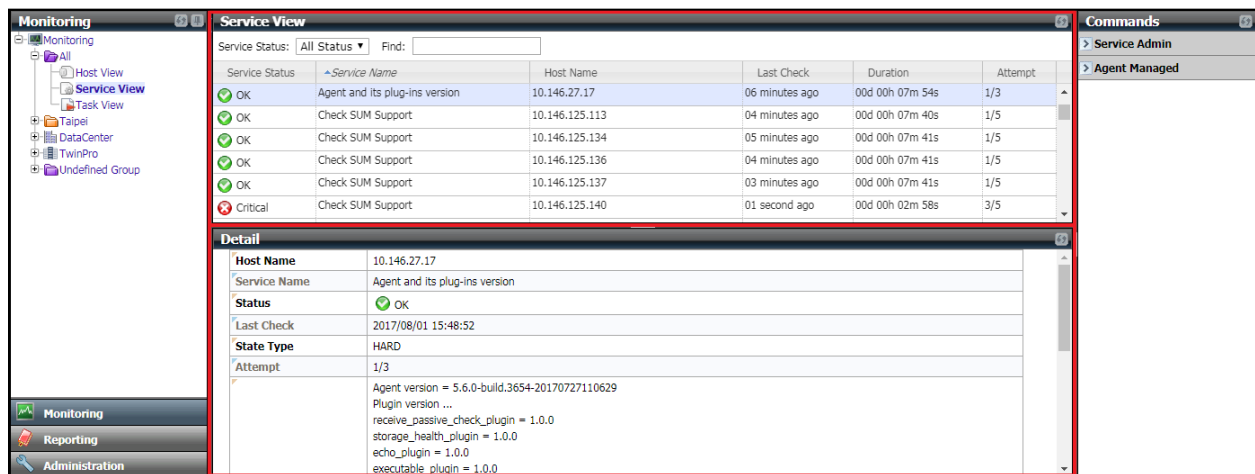 Monitoring
Monitoring
All
Host View
Service View
Task View
Taipei
DataCenter
TwinPro
Undefined Group
Monitoring
Reporting
Administration
Service View
Service Status: All Status Find:
Service Status Service Name Host Name Last Check Duration Attempt
OK Agent and its plug-ins version 10.146.27.17 06 minutes ago 00d 00h 07m 54s 1/3
OK Check SUM Support 10.146.125.113 04 minutes ago 00d 00h 07m 40s 1/5
OK Check SUM Support 10.146.125.134 05 minutes ago 00d 00h 07m 41s 1/5
OK Check SUM Support 10.146.125.136 04 minutes ago 00d 00h 07m 41s 1/5
OK Check SUM Support 10.146.125.137 03 minutes ago 00d 00h 07m 41s 1/5
Critical Check SUM Support 10.146.125.140 01 second ago 00d 00h 02m 58s 3/5
Detail
Host Name 10.146.27.17
Service Name Agent and its plug-ins version
Status OK
Last Check 2017/08/01 15:48:52
State Type HARD
Attempt 1/3
Agent version = 5.6.0-build.3654-20170727110629
Plugin version ...
receive_passive_check_plugin = 1.0.0
storage_health_plugin = 1.0.0
echo_plugin = 1.0.0
executable_plugin = 1.0.0
Commands
Service Admin
Agent Managed